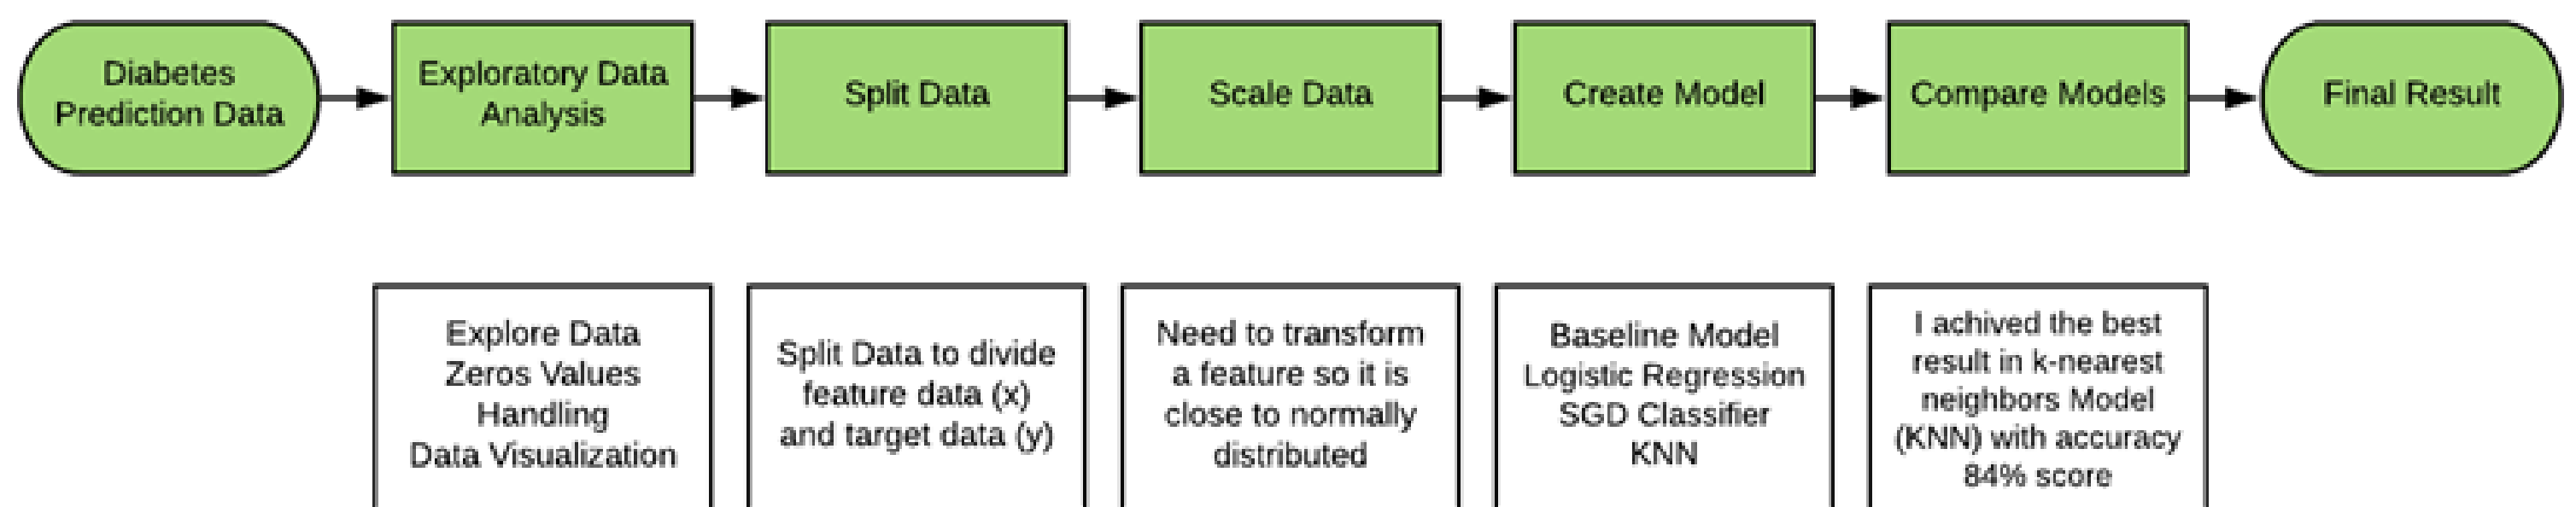 Diabetes
Prediction Data
Exploratory Data
Analysis
Split Data
Scale Data
Create Model
Compare Models
Final Result
Explore Data
Zeros Values
Handling
Data Visualization
Split Data to divide
feature data (x)
and target data (y)
Need to transform
a feature so it is
close to normally
distributed
Baseline Model
Logistic Regression
SGD Classifier
KNN
I achived the best
result in k-nearest
neighbors Model
(KNN) with accuracy
84% score